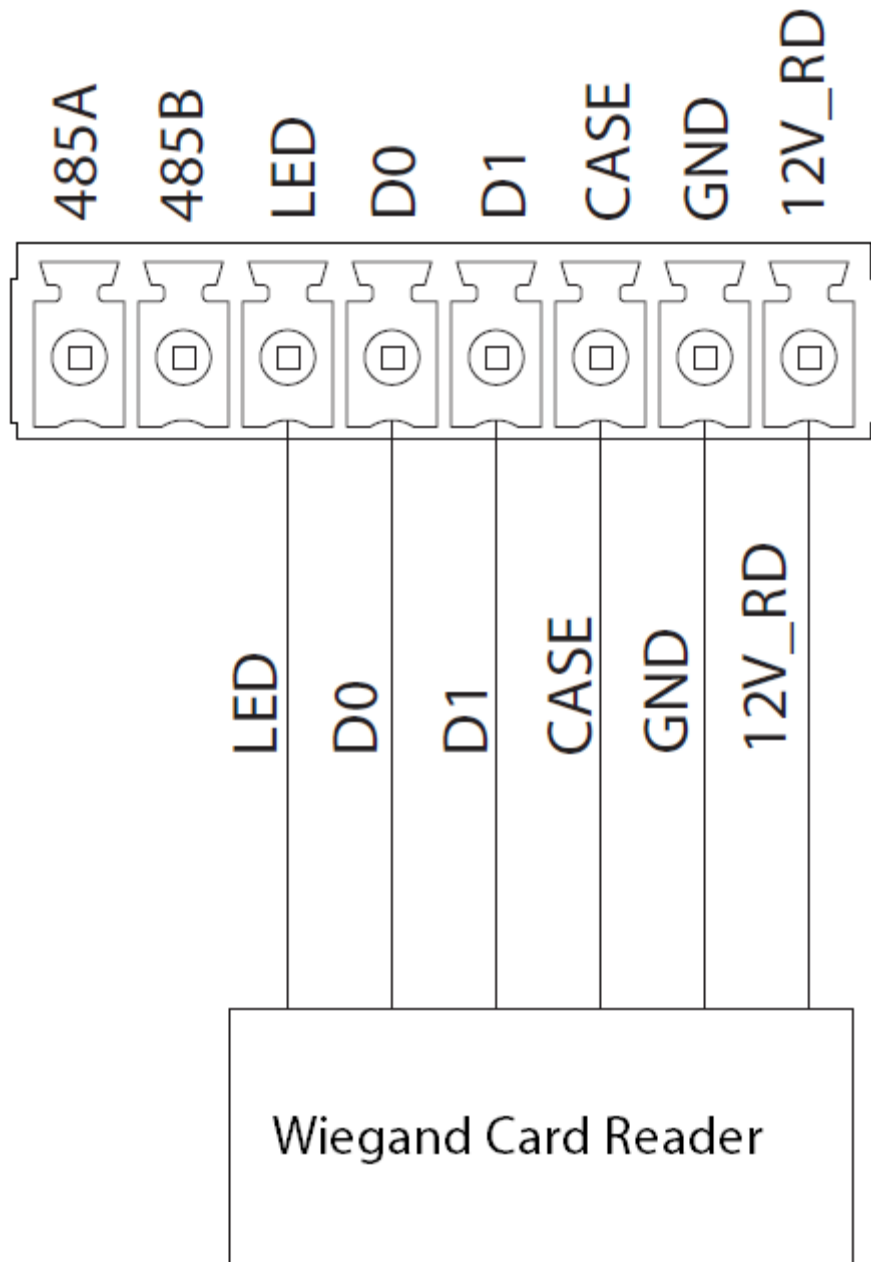 485A
485B
LED
D0
D1
CASE
GND
12V_RD
LED
D0
D1
CASE
GND
12V_RD
Wiegand Card Reader